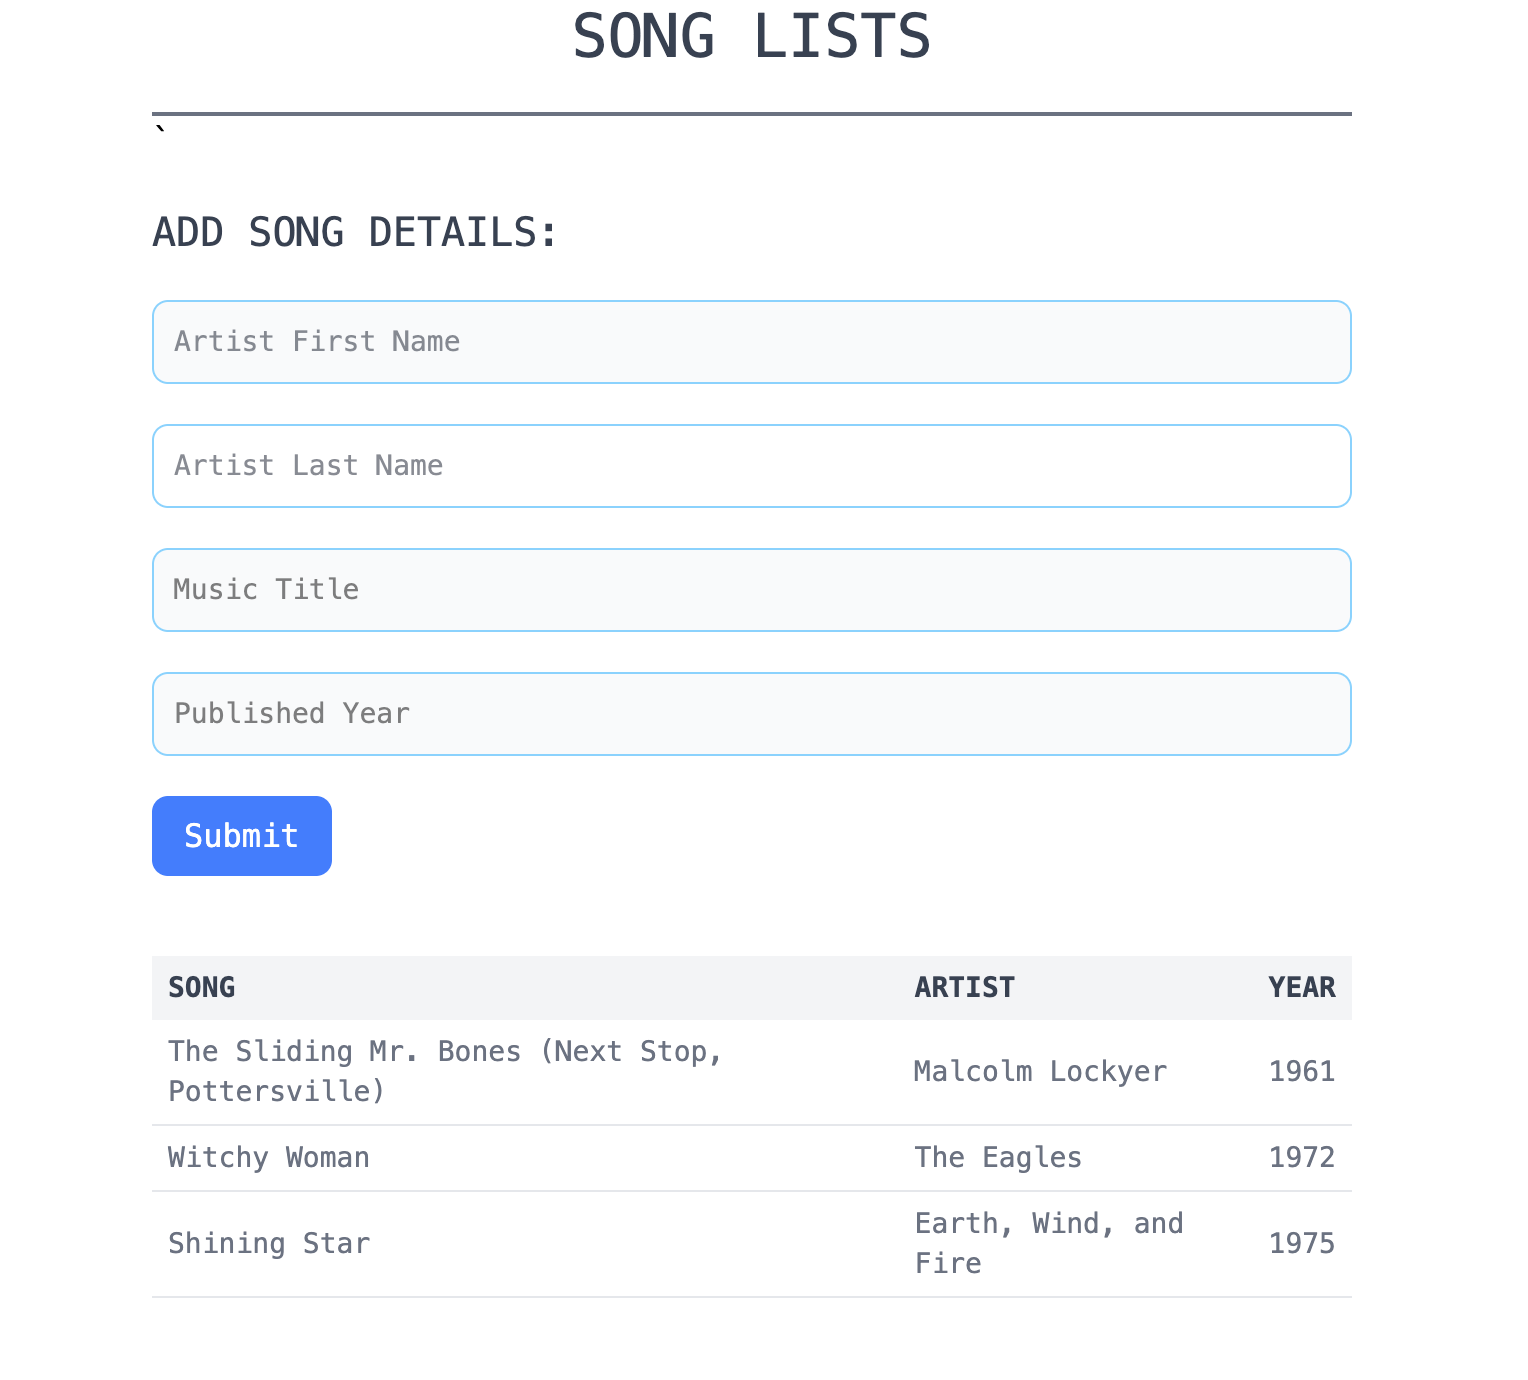 SONG LISTS
`
ADD SONG DETAILS:
Artist First Name
Artist Last Name
Music Title
Published Year
Submit
SONG ARTIST YEAR
The Sliding Mr. Bones (Next Stop,
Pottersville) Malcolm Lockyer 1961
Witchy Woman The Eagles 1972
Shining Star Earth, Wind, and
Fire 1975